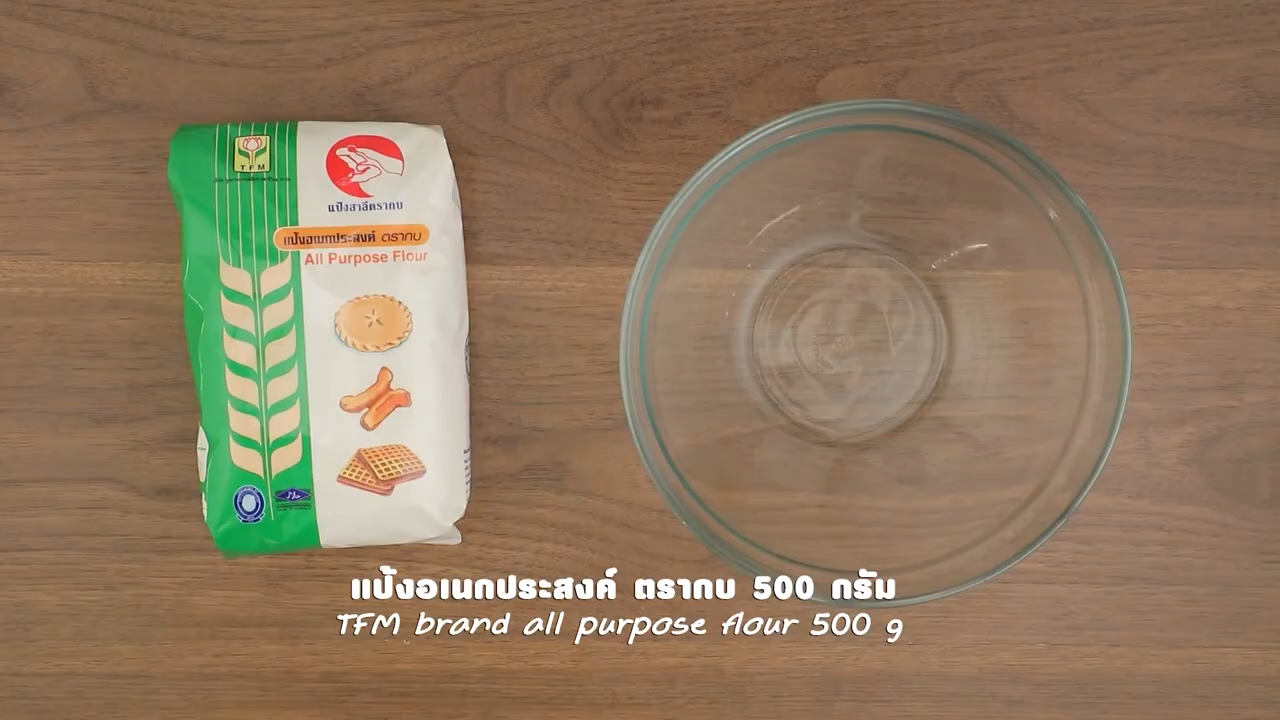 TFM
แป้งสาลีตรากบ
แป้งอเนกประสงค์ ตรากบ
All Purpose Flour
แป้งอเนกประสงค์ ตรากบ 500 กรัม
TFM brand all purpose flour 500 g